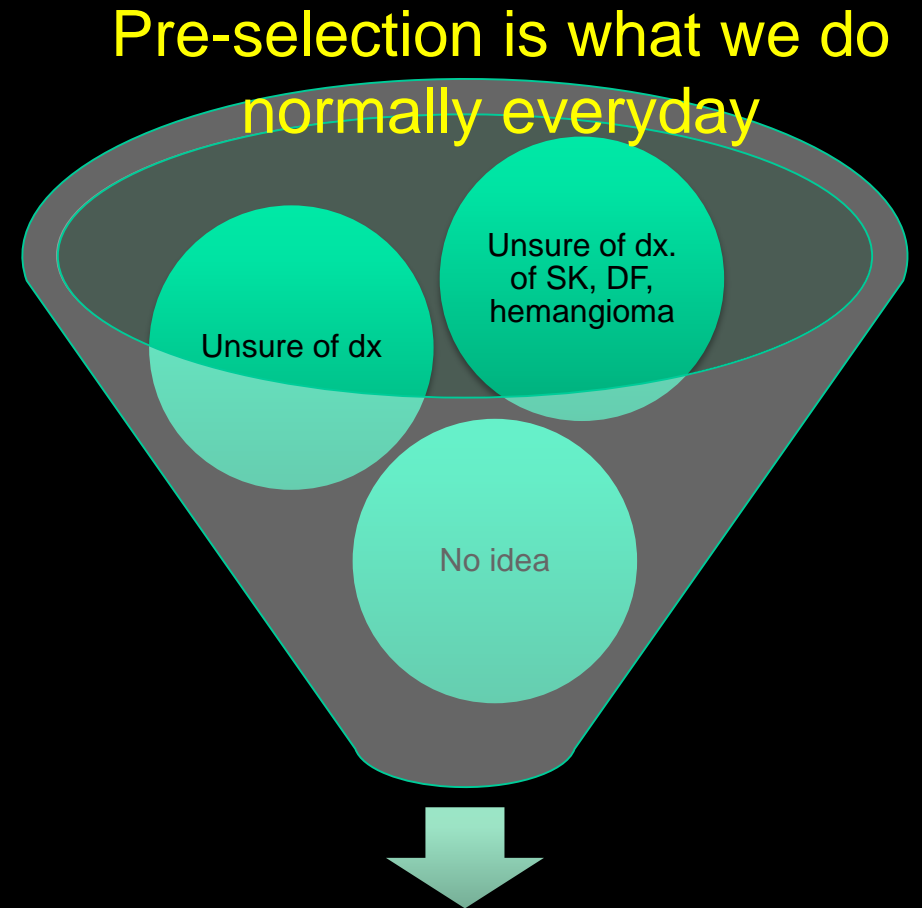 Pre-selection is what we do
normally everyday
Unsure of dx.
of SK, DF,
hemangioma
Unsure of dx
No idea